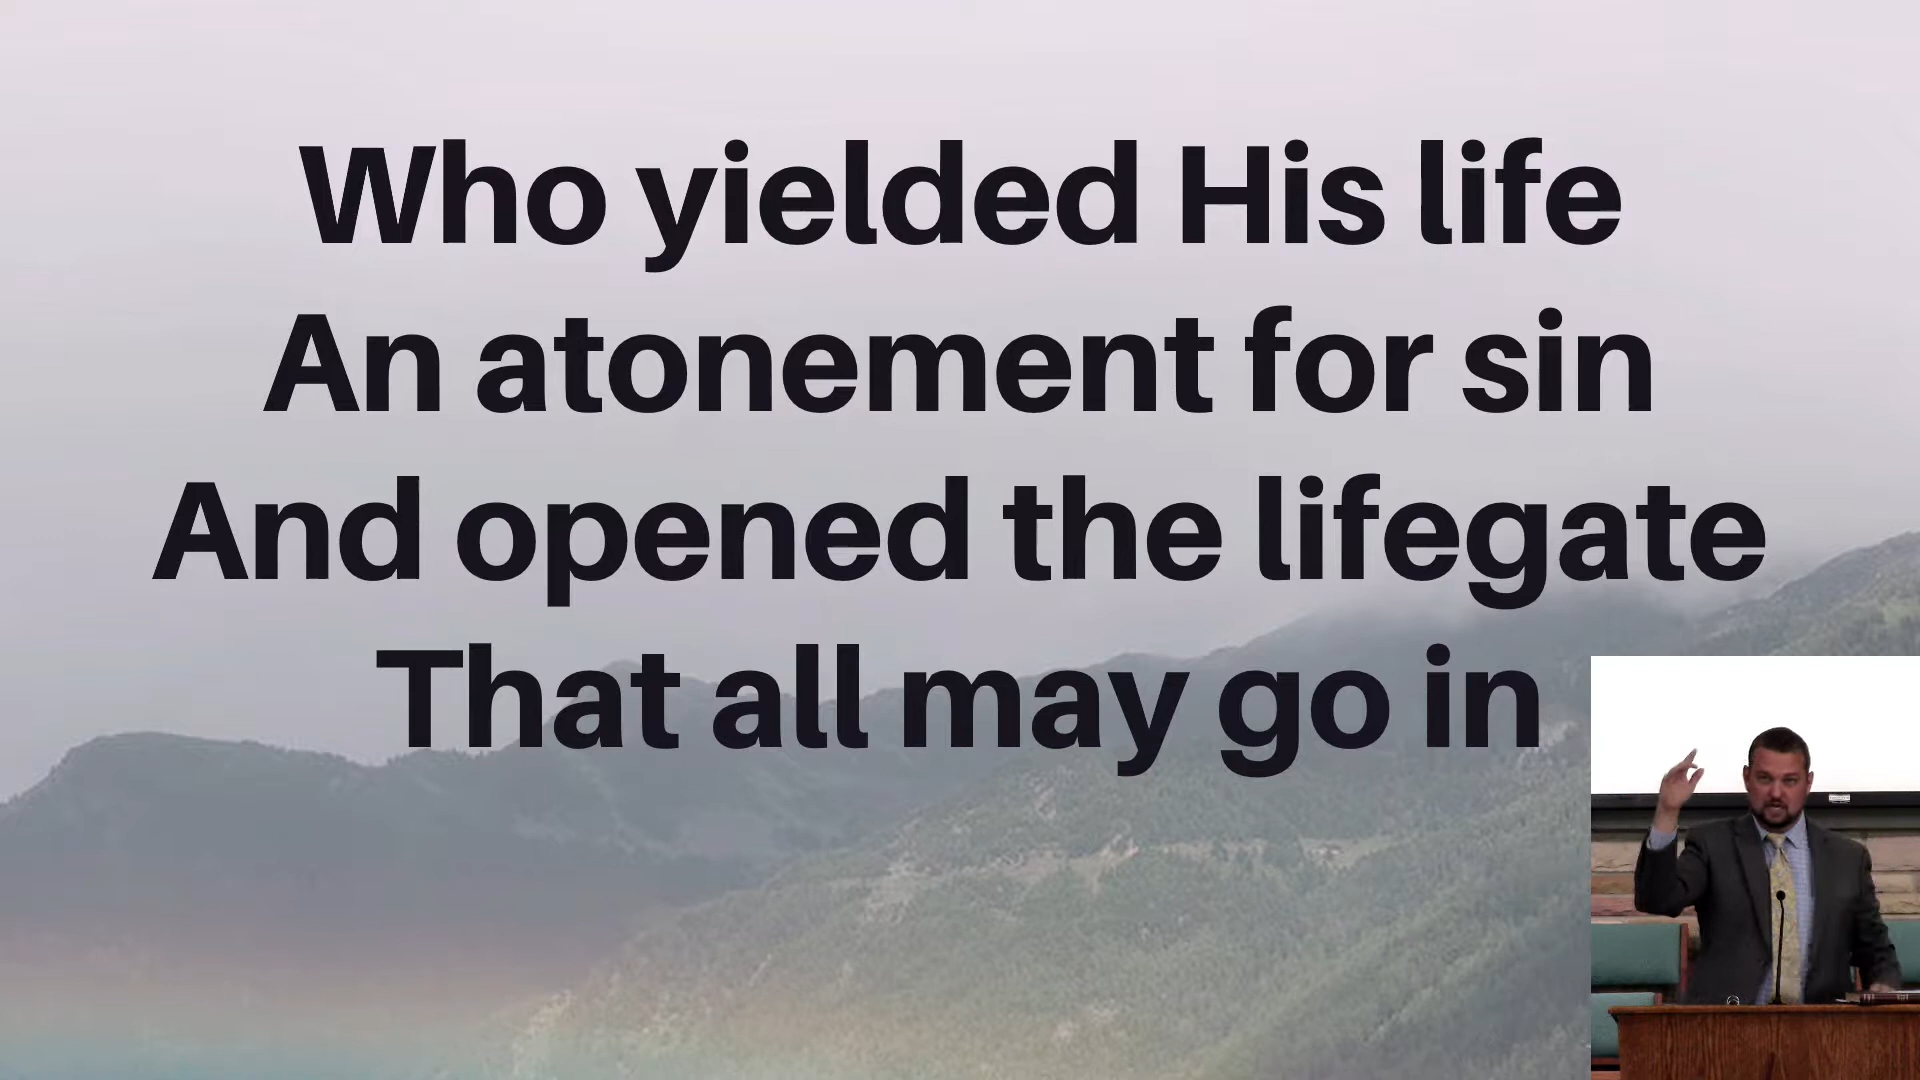 Who yielded His life
An atonement for sin
And opened the lifegate
That all may go in